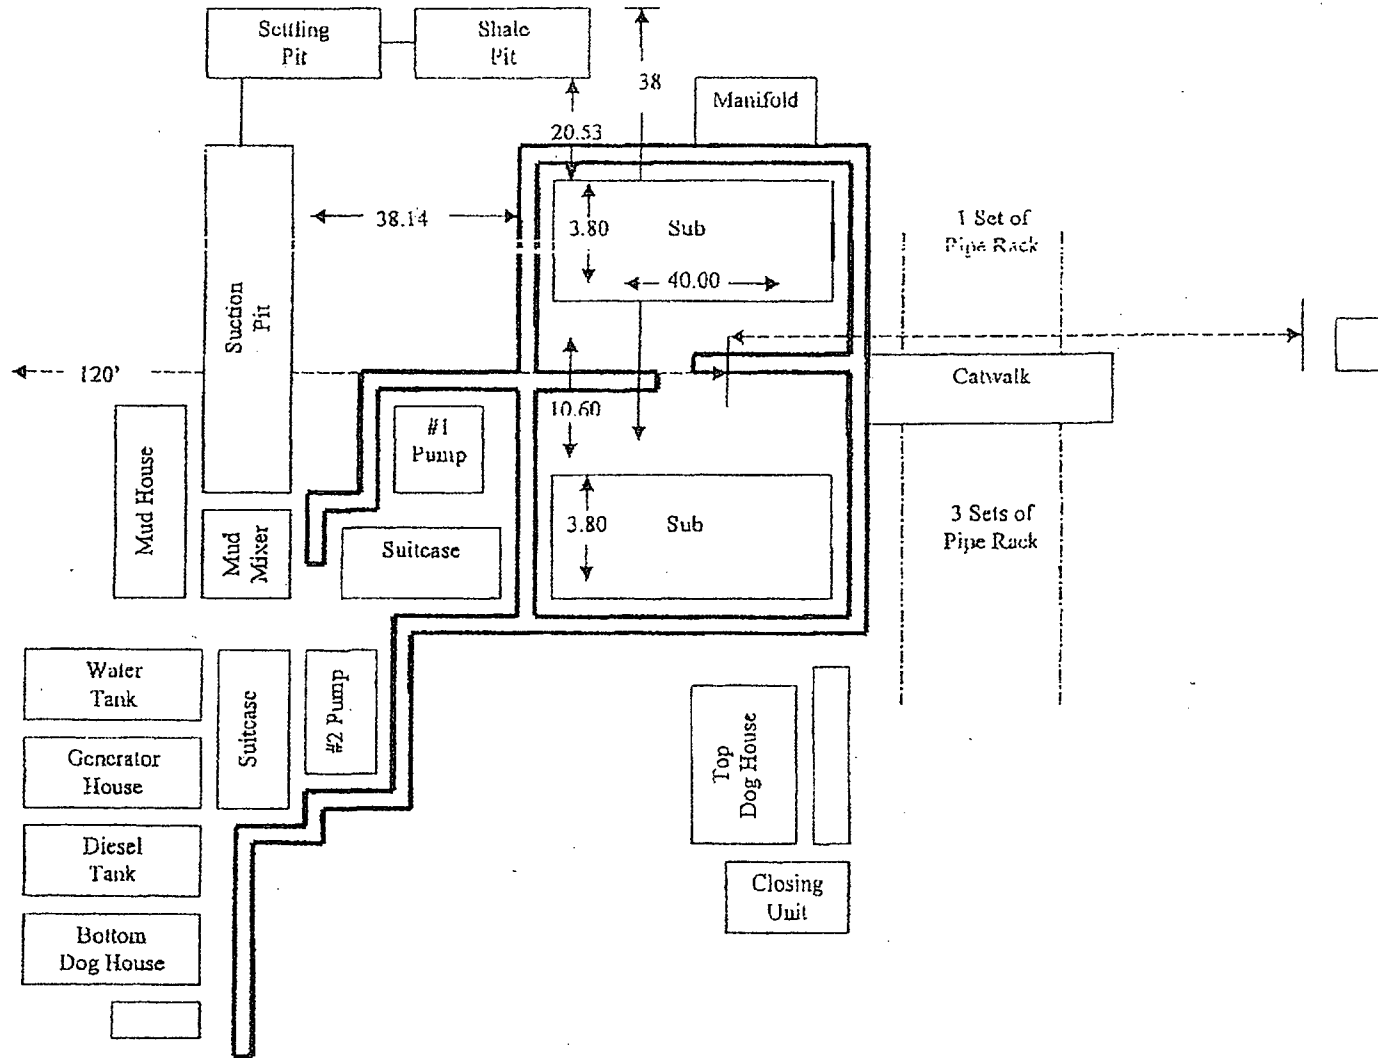 Settling
Pit
Shale
Pit
38
Manifold
20.53
38.14
3.80
Sub
40.00
1 Set of
Pipe Rack
Suction
Pit
120'
10.60
Catwalk
#1
Pump
Mud House
Mud
Mixer
Suitcase
3.80
Sub
3 Sets of
Pipe Rack
Water
Tank
Suitcase
#2 Pump
Generator
House
Top
Dog House
Diesel
Tank
Closing
Unit
Bottom
Dog House